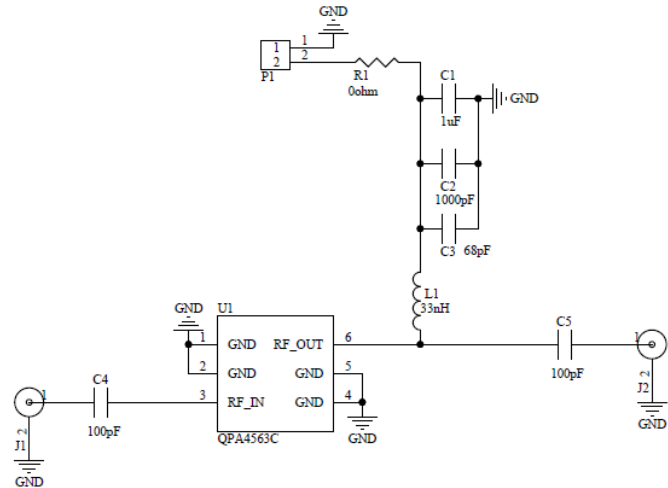 GND
1
1
2
2
P1
R1
0ohm
C1
1uF
GND
C2
1000pF
C3
68pF
L1
33nH
U1
GND
1
GND
RF_OUT
6
2
GND
GND
5
3
RF_IN
GND
4
QPA4563C
GND
C4
100pF
1
2
J1
GND
C5
100pF
1
2
J2
GND